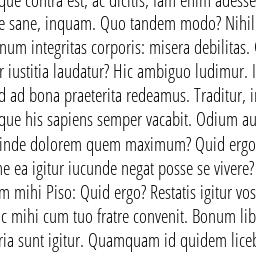 que contra est, ac dicitis, iam enim adesse
e sane, inquam. Quo tandem modo? Nihil
num integritas corporis: misera debilitas.
r iustitia laudatur? Hic ambiguo ludimur. I
d ad bona praeterita redeamus. Traditur, in
que his sapiens semper vacabit. Odium au
inde dolorem quem maximum? Quid ergo
ne ea igitur iucunde negat posse se vivere?
m mihi Piso: Quid ergo? Restatis igitur vos
c mihi cum tuo fratre convenit. Bonum lib
ria sunt igitur. Quamquam id quidem liceb